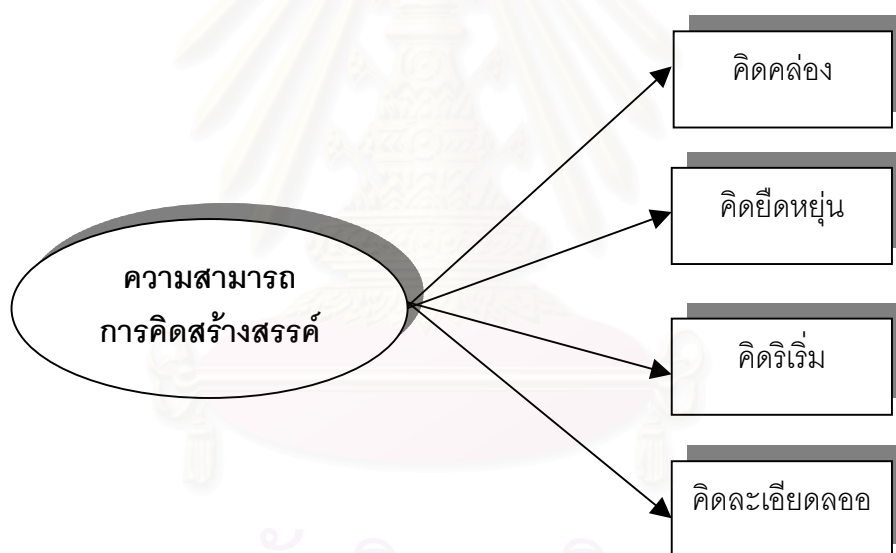 คิดคล่อง
คิดยืดหยุ่น
ความสามารถ
การคิดสร้างสรรค์
คิดริเริ่ม
คิดละเอียดลออ